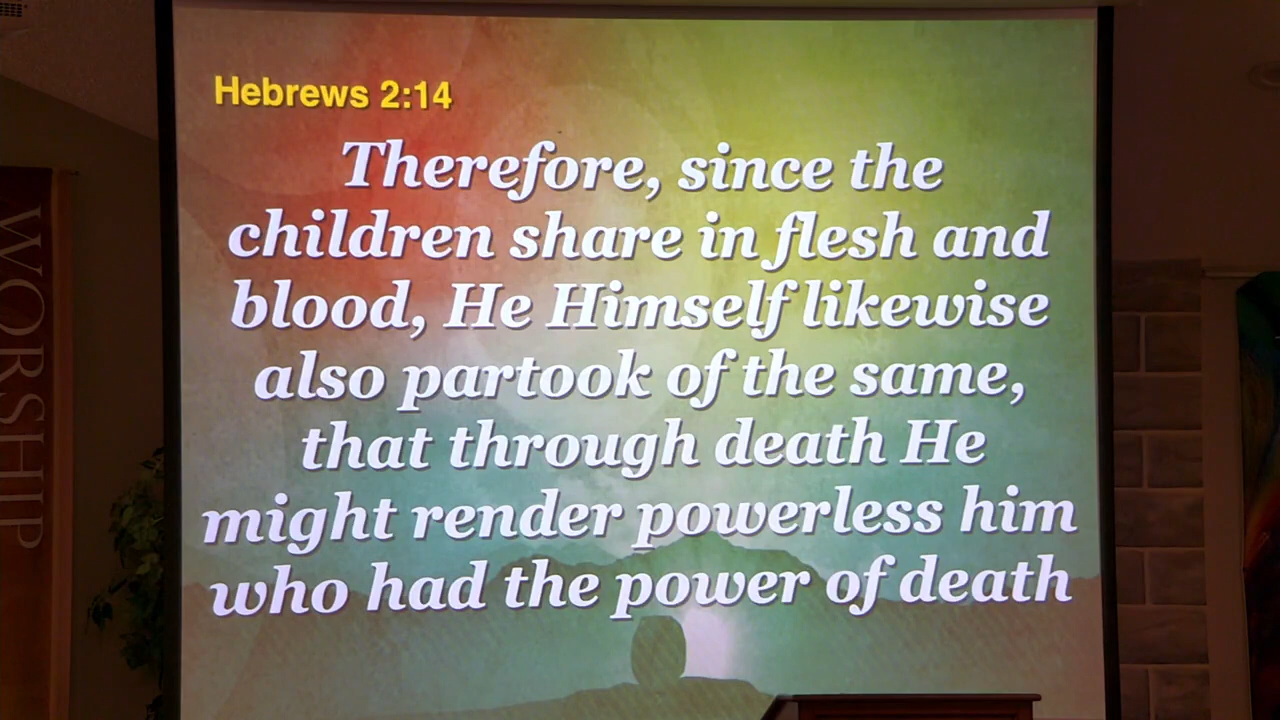 Hebrews 2:14
Therefore, since the
children share in flesh and
blood, He Himself likewise
also partook of the same,
that through death He
might render powerless him
who had the power of death
WORSHIP